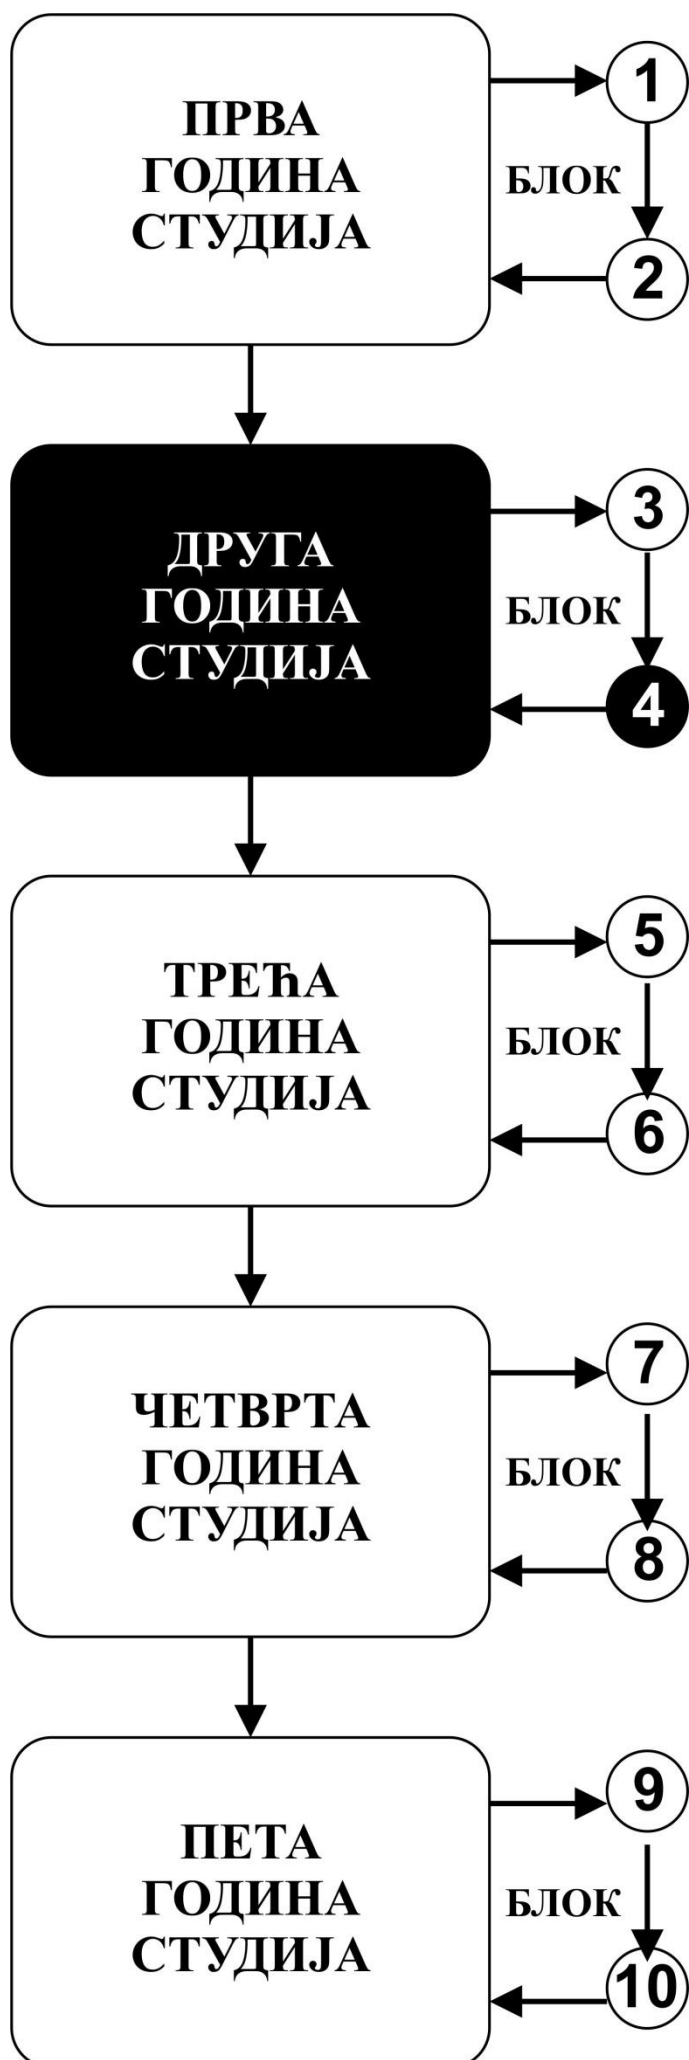 ПРВА
ГОДИНА
СТУДИЈА
1
БЛОК
2
ДРУГА
ГОДИНА
СТУДИЈА
3
БЛОК
4
ТРЕЋА
ГОДИНА
СТУДИЈА
5
БЛОК
6
ЧЕТВРТА
ГОДИНА
СТУДИЈА
7
БЛОК
8
ПЕТА
ГОДИНА
СТУДИЈА
9
БЛОК
10